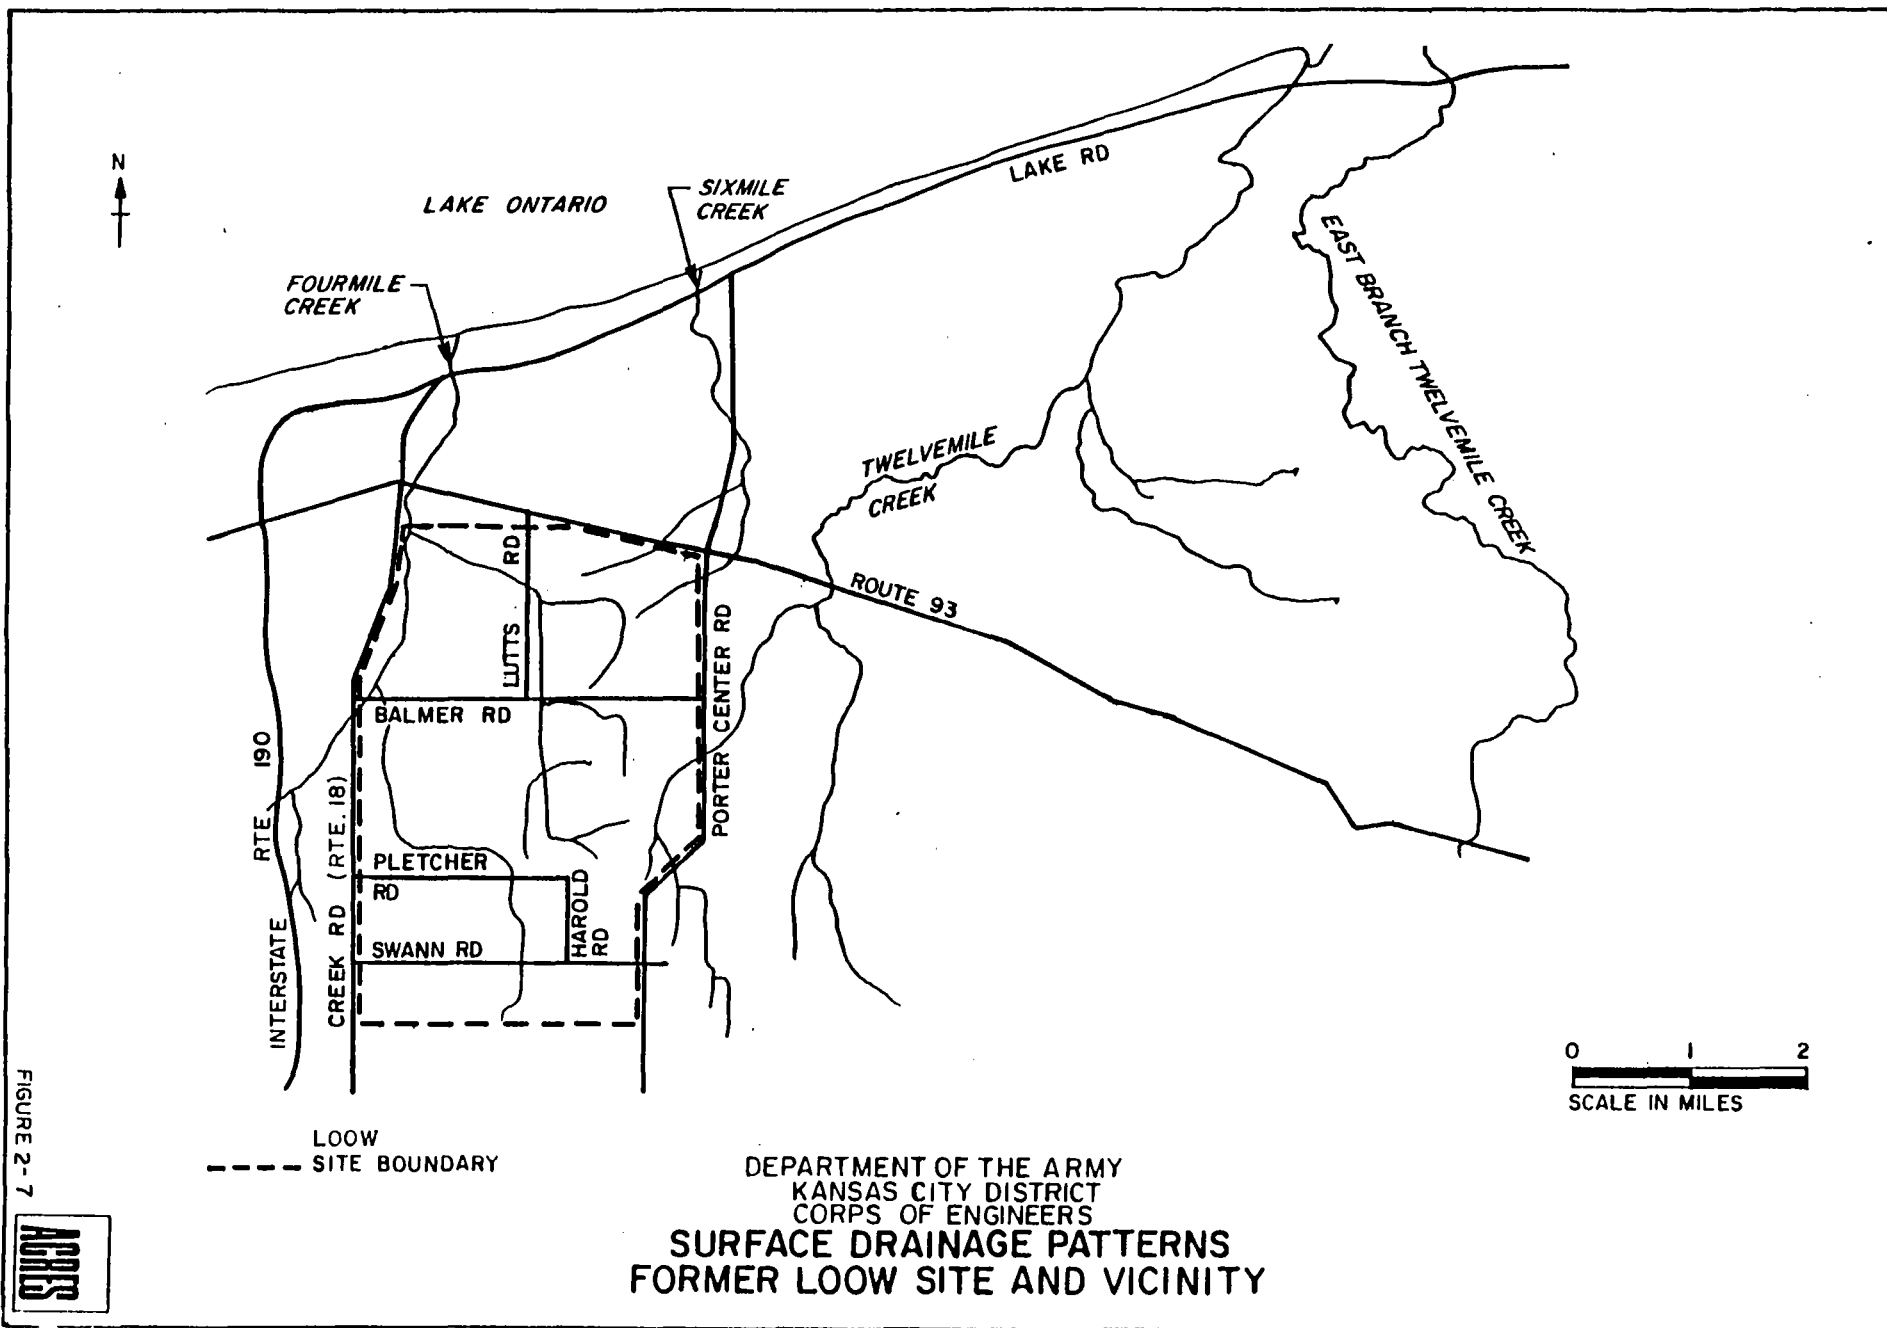 N
LAKE ONTARIO
SIXMILE
CREEK
LAKE RD
FOURMILE
CREEK
EAST BRANCH TWELVEMILE CREEK
TWELVEMILE
CREEK
ROUTE 93
LUTTS RD
BALMER RD
PORTER CENTER RD
INTERSTATE RTE. 190
CREEK RD (RTE. 18)
PLETCHER
RD
HAROLD
RD
SWANN RD
0 1 2
SCALE IN MILES
LOOW
SITE BOUNDARY
DEPARTMENT OF THE ARMY
KANSAS CITY DISTRICT
CORPS OF ENGINEERS
SURFACE DRAINAGE PATTERNS
FORMER LOOW SITE AND VICINITY
FIGURE 2-7
ACRES